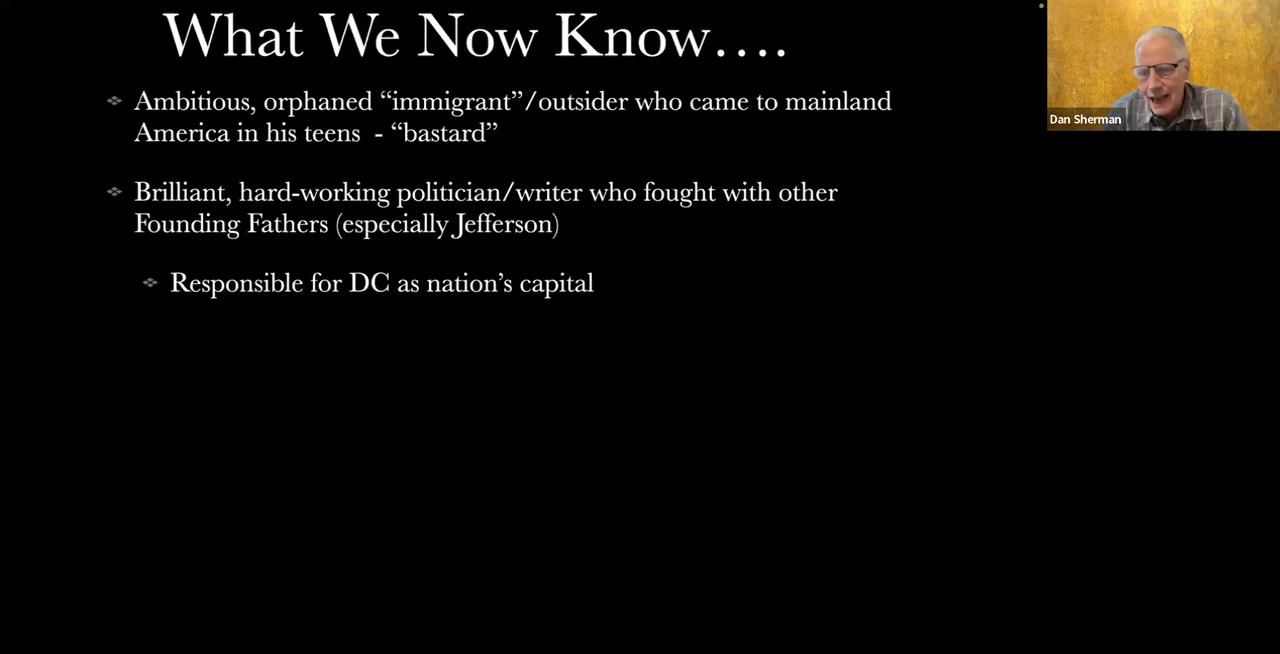 What We Now Know….
Dan Sherman
Ambitious, orphaned “immigrant”/outsider who came to mainland
America in his teens - “bastard”
Brilliant, hard-working politician/writer who fought with other
Founding Fathers (especially Jefferson)
Responsible for DC as nation’s capital